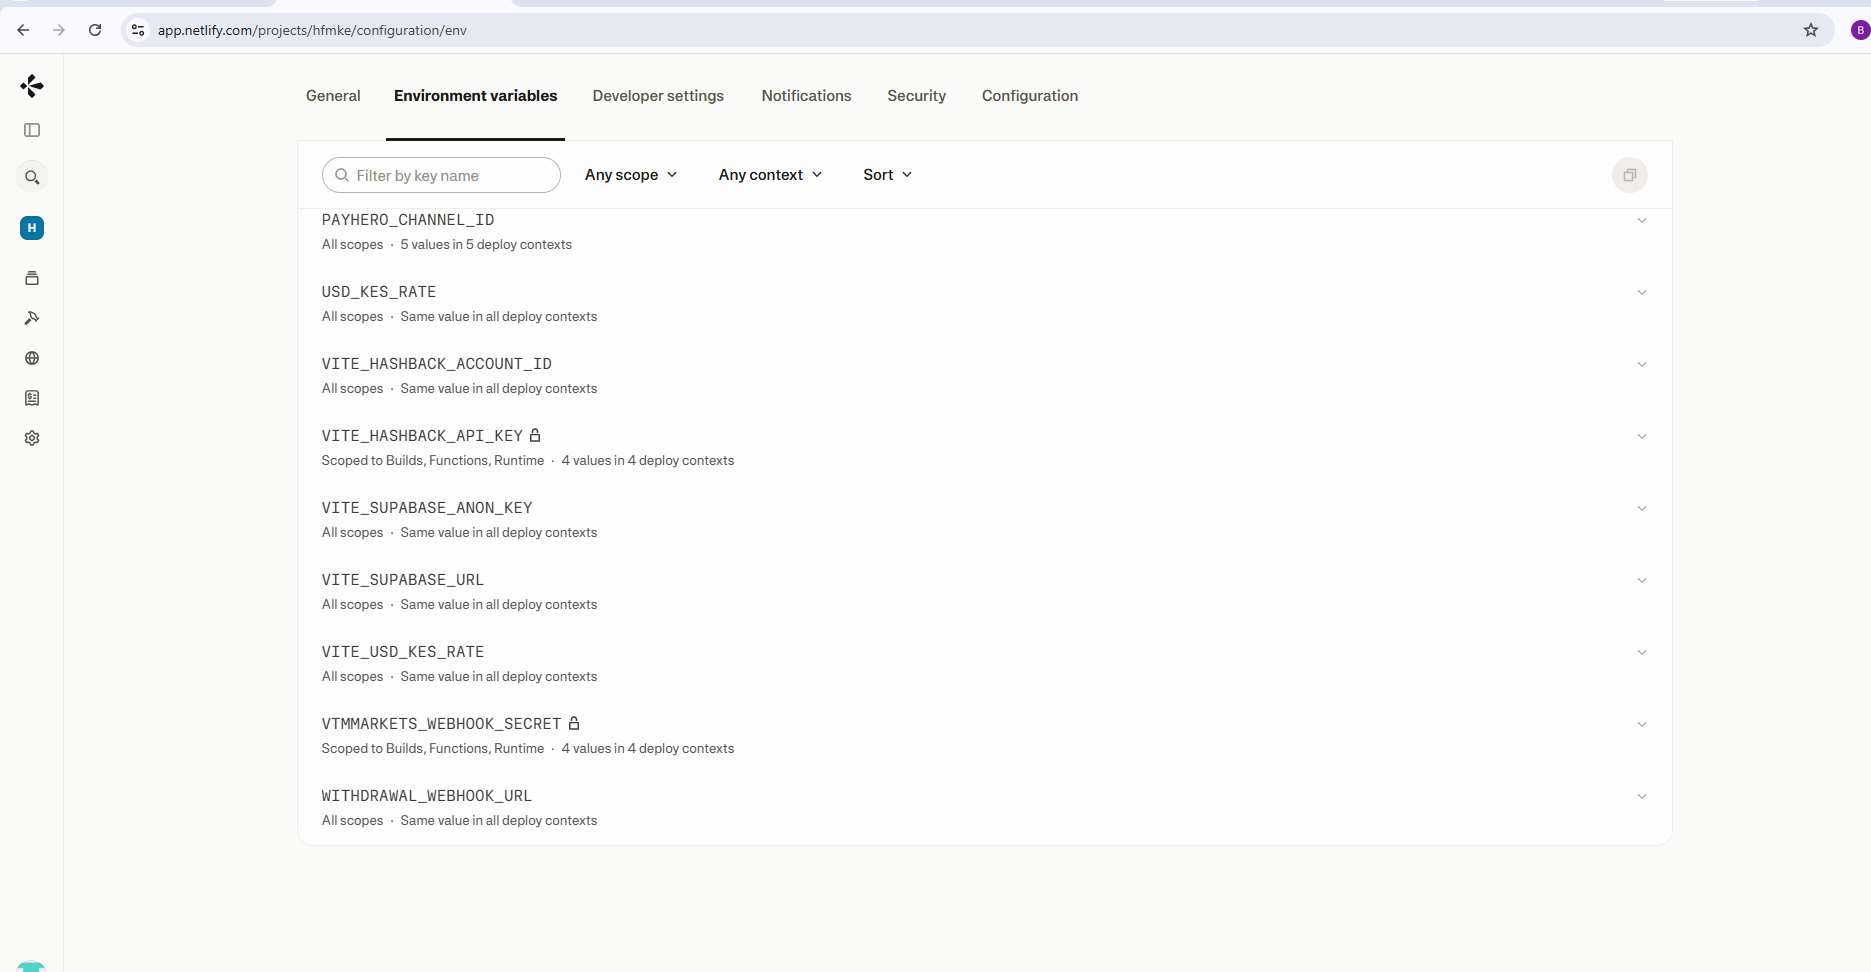 app.netlify.com/projects/hfmke/configuration/env
B
General Environment variables Developer settings Notifications Security Configuration
Filter by key name Any scope Any context Sort
H
PAYHERO_CHANNEL_ID
All scopes · 5 values in 5 deploy contexts
USD_KES_RATE
All scopes · Same value in all deploy contexts
VITE_HASHBACK_ACCOUNT_ID
All scopes · Same value in all deploy contexts
VITE_HASHBACK_API_KEY
Scoped to Builds, Functions, Runtime · 4 values in 4 deploy contexts
VITE_SUPABASE_ANON_KEY
All scopes · Same value in all deploy contexts
VITE_SUPABASE_URL
All scopes · Same value in all deploy contexts
VITE_USD_KES_RATE
All scopes · Same value in all deploy contexts
VTMMARKETS_WEBHOOK_SECRET
Scoped to Builds, Functions, Runtime · 4 values in 4 deploy contexts
WITHDRAWAL_WEBHOOK_URL
All scopes · Same value in all deploy contexts